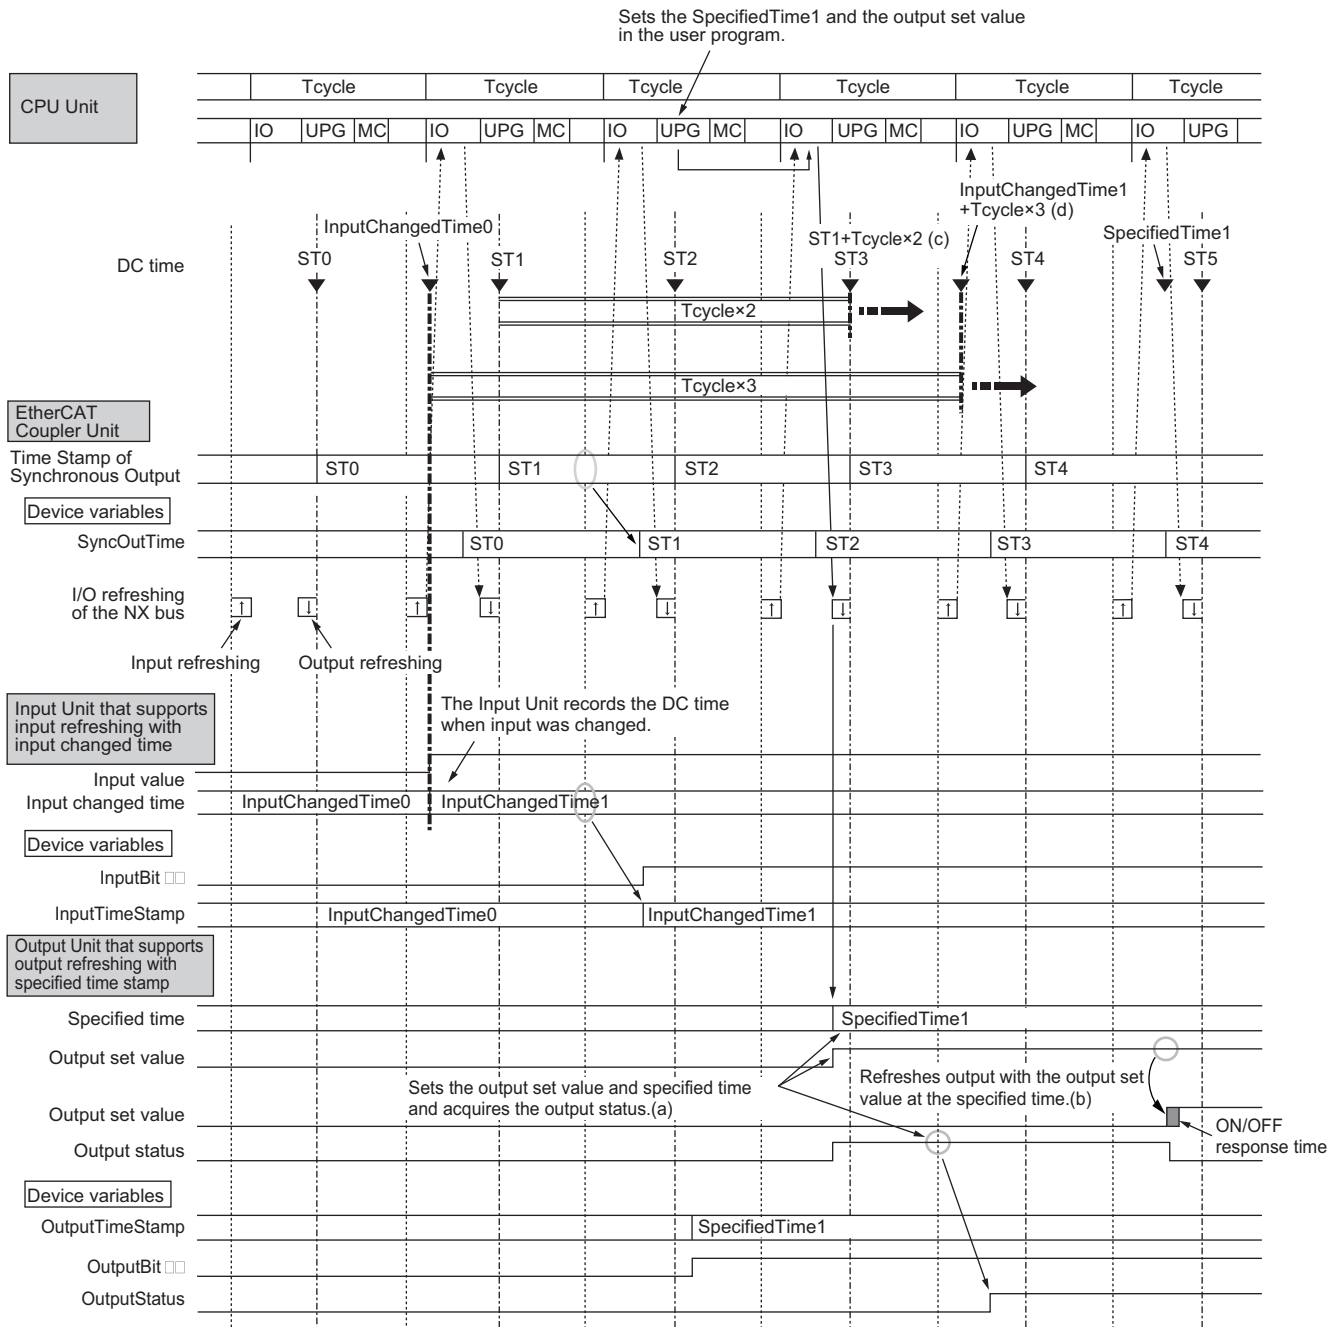 Sets the SpecifiedTime1 and the output set value
in the user program.
CPU Unit
Tcycle Tcycle Tcycle Tcycle Tcycle Tcycle
IO UPG MC IO UPG MC IO UPG MC IO UPG MC IO UPG MC IO UPG
InputChangedTime1
+Tcycle×3 (d)
InputChangedTime0
ST1+Tcycle×2 (c)
SpecifiedTime1
DC time
ST0 ST1 ST2 ST3 ST4 ST5
Tcycle×2
Tcycle×3
EtherCAT
Coupler Unit
Time Stamp of
Synchronous Output
ST0 ST1 ST2 ST3 ST4
Device variables
SyncOutTime
ST0 ST1 ST2 ST3 ST4
I/O refreshing
of the NX bus
↑ ↓ ↑ ↓ ↑ ↓ ↑ ↓ ↑ ↓ ↑ ↓
Input refreshing
Output refreshing
Input Unit that supports
input refreshing with
input changed time
The Input Unit records the DC time
when input was changed.
Input value
Input changed time
InputChangedTime0 InputChangedTime1
Device variables
InputBit □□
InputTimeStamp
InputChangedTime0 InputChangedTime1
Output Unit that supports
output refreshing with
specified time stamp
Specified time
SpecifiedTime1
Output set value
Sets the output set value and specified time
and acquires the output status.(a)
Refreshes output with the output set
value at the specified time.(b)
Output set value
ON/OFF
response time
Output status
Device variables
OutputTimeStamp
SpecifiedTime1
OutputBit □□
OutputStatus